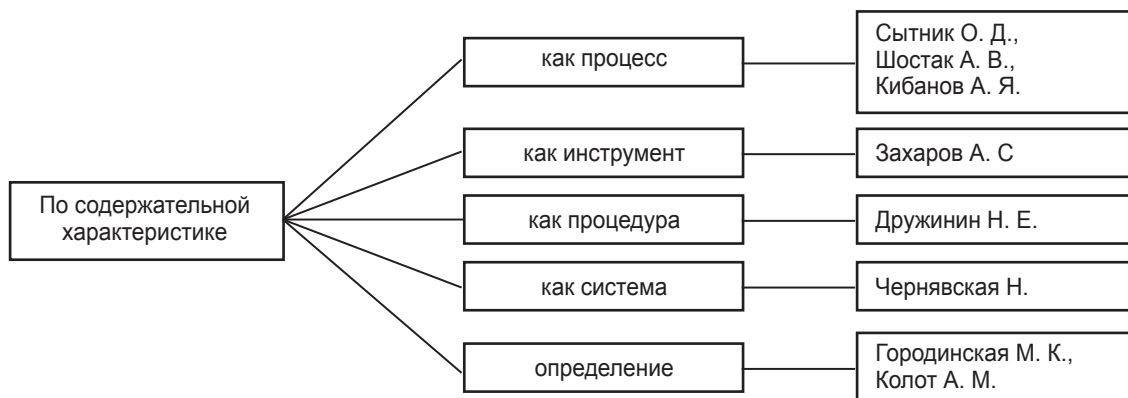 По содержательной
характеристике
как процесс
Сытник О. Д.,
Шостак А. В.,
Кибанов А. Я.
как инструмент
Захаров А. С
как процедура
Дружинин Н. Е.
как система
Чернявская Н.
определение
Городинская М. К.,
Колот А. М.